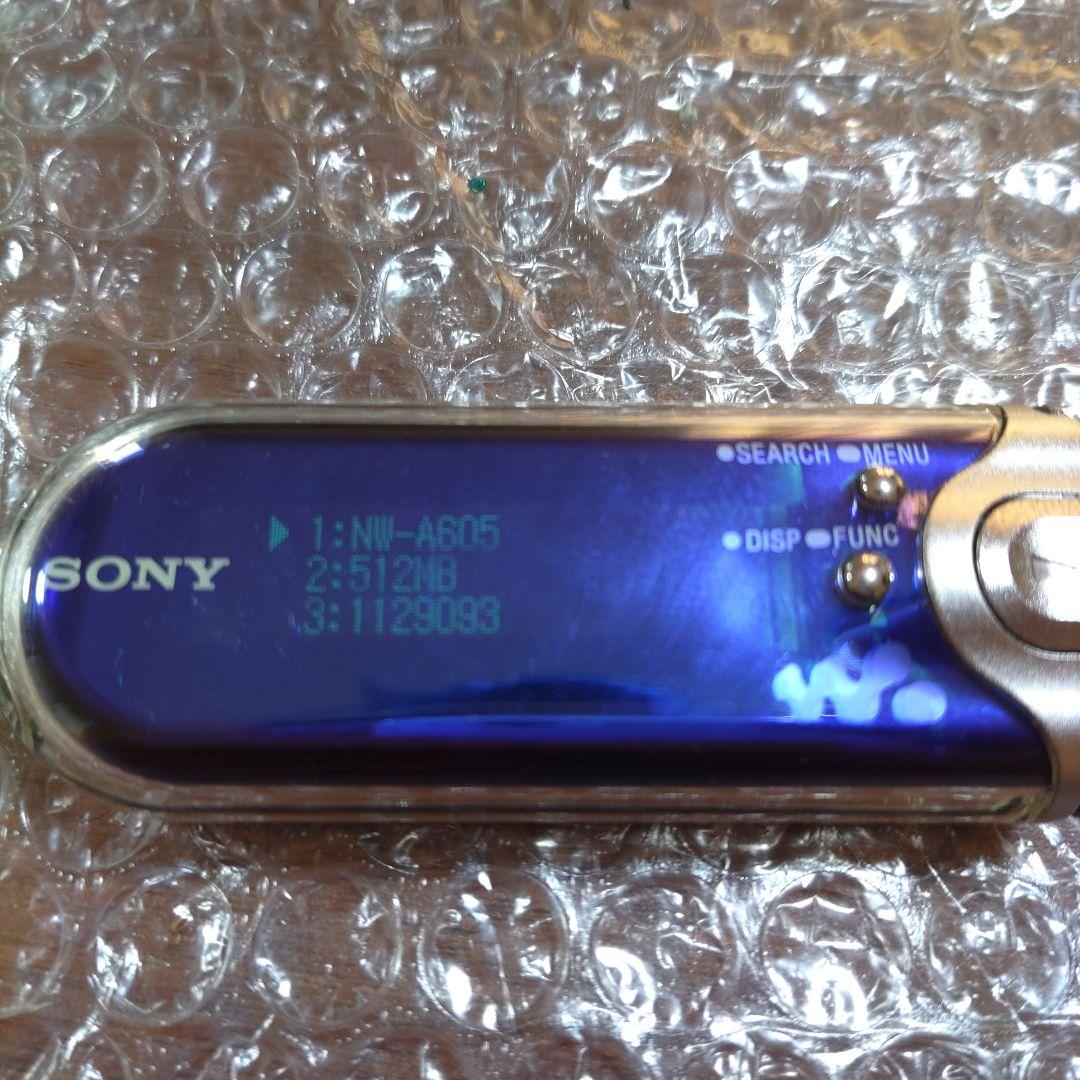 ●SEARCH ⬬MENU
●DISP ⬬FUNC
SONY
▶ 1:NW-A605
2:512MB
3:1129093